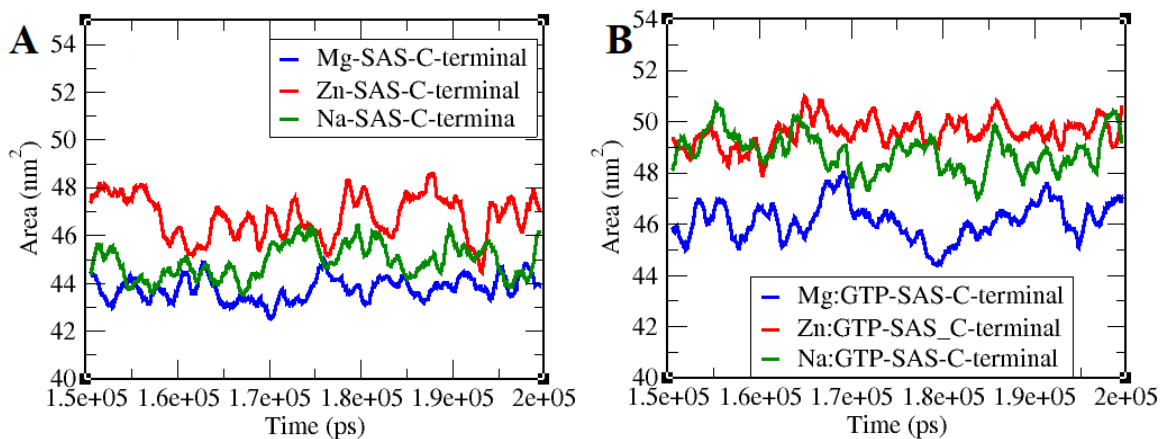 A
54
52
50
48
46
44
42
40
Area (nm²)
Mg-SAS-C-terminal
Zn-SAS-C-terminal
Na-SAS-C-termina
1.5e+05 1.6e+05 1.7e+05 1.8e+05 1.9e+05 2e+05
Time (ps)
B
54
52
50
48
46
44
42
40
Area (nm²)
Mg:GTP-SAS-C-terminal
Zn:GTP-SAS_C-terminal
Na:GTP-SAS-C-terminal
1.5e+05 1.6e+05 1.7e+05 1.8e+05 1.9e+05 2e+05
Time (ps)